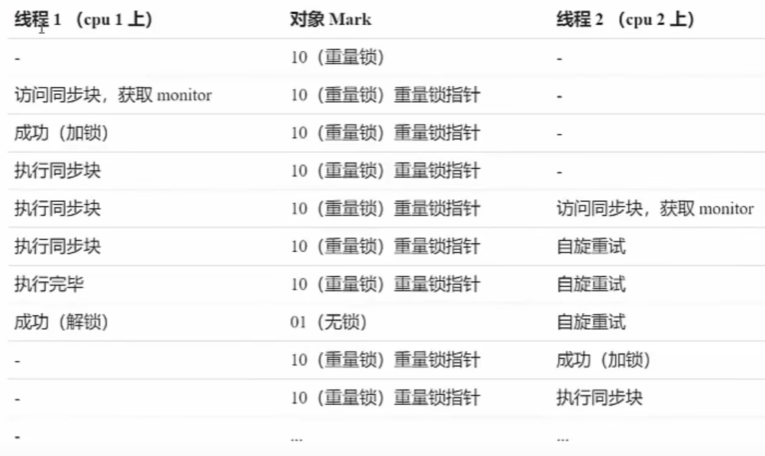 线程 1 （cpu 1 上） 对象 Mark 线程 2 （cpu 2 上）
- 10（重量锁） -
访问同步块，获取 monitor 10（重量锁）重量锁指针 -
成功（加锁） 10（重量锁）重量锁指针 -
执行同步块 10（重量锁）重量锁指针 -
执行同步块 10（重量锁）重量锁指针 访问同步块，获取 monitor
执行同步块 10（重量锁）重量锁指针 自旋重试
执行完毕 10（重量锁）重量锁指针 自旋重试
成功（解锁） 01（无锁） 自旋重试
- 10（重量锁）重量锁指针 成功（加锁）
- 10（重量锁）重量锁指针 执行同步块
- ... ...